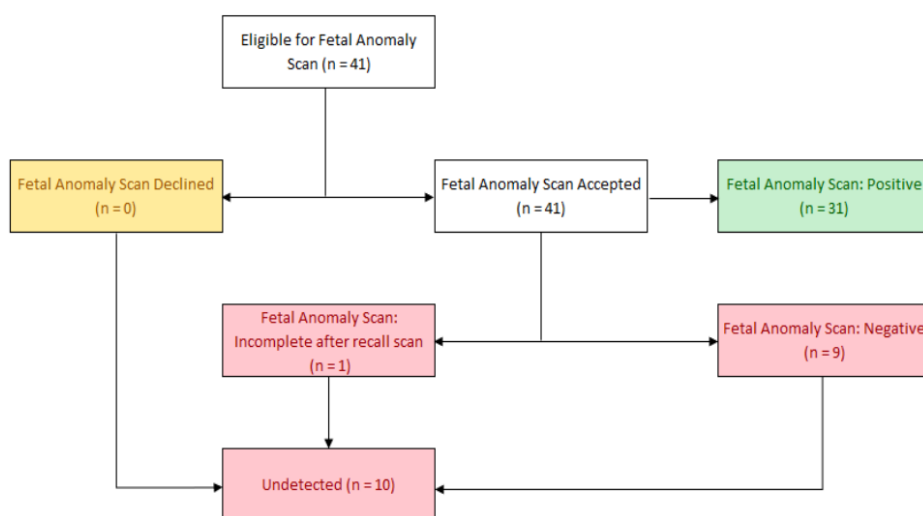 Eligible for Fetal Anomaly
Scan (n = 41)
Fetal Anomaly Scan Declined
(n = 0)
Fetal Anomaly Scan Accepted
(n = 41)
Fetal Anomaly Scan: Positive
(n = 31)
Fetal Anomaly Scan:
Incomplete after recall scan
(n = 1)
Fetal Anomaly Scan: Negative
(n = 9)
Undetected (n = 10)